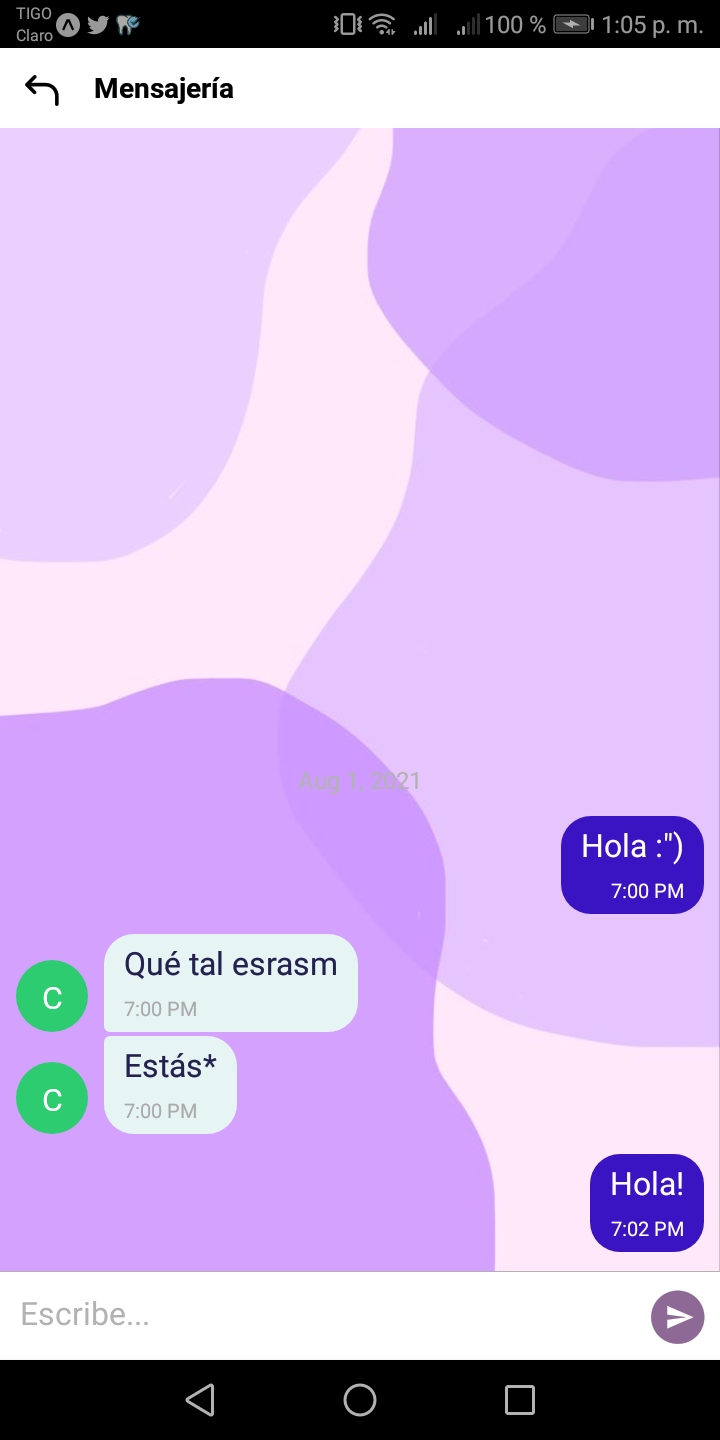 TIGO
Claro
100 %
1:05 p. m.
Mensajería
Aug 1, 2021
Hola :")
7:00 PM
Qué tal esrasm
7:00 PM
C
Estás*
7:00 PM
C
Hola!
7:02 PM
Escribe...